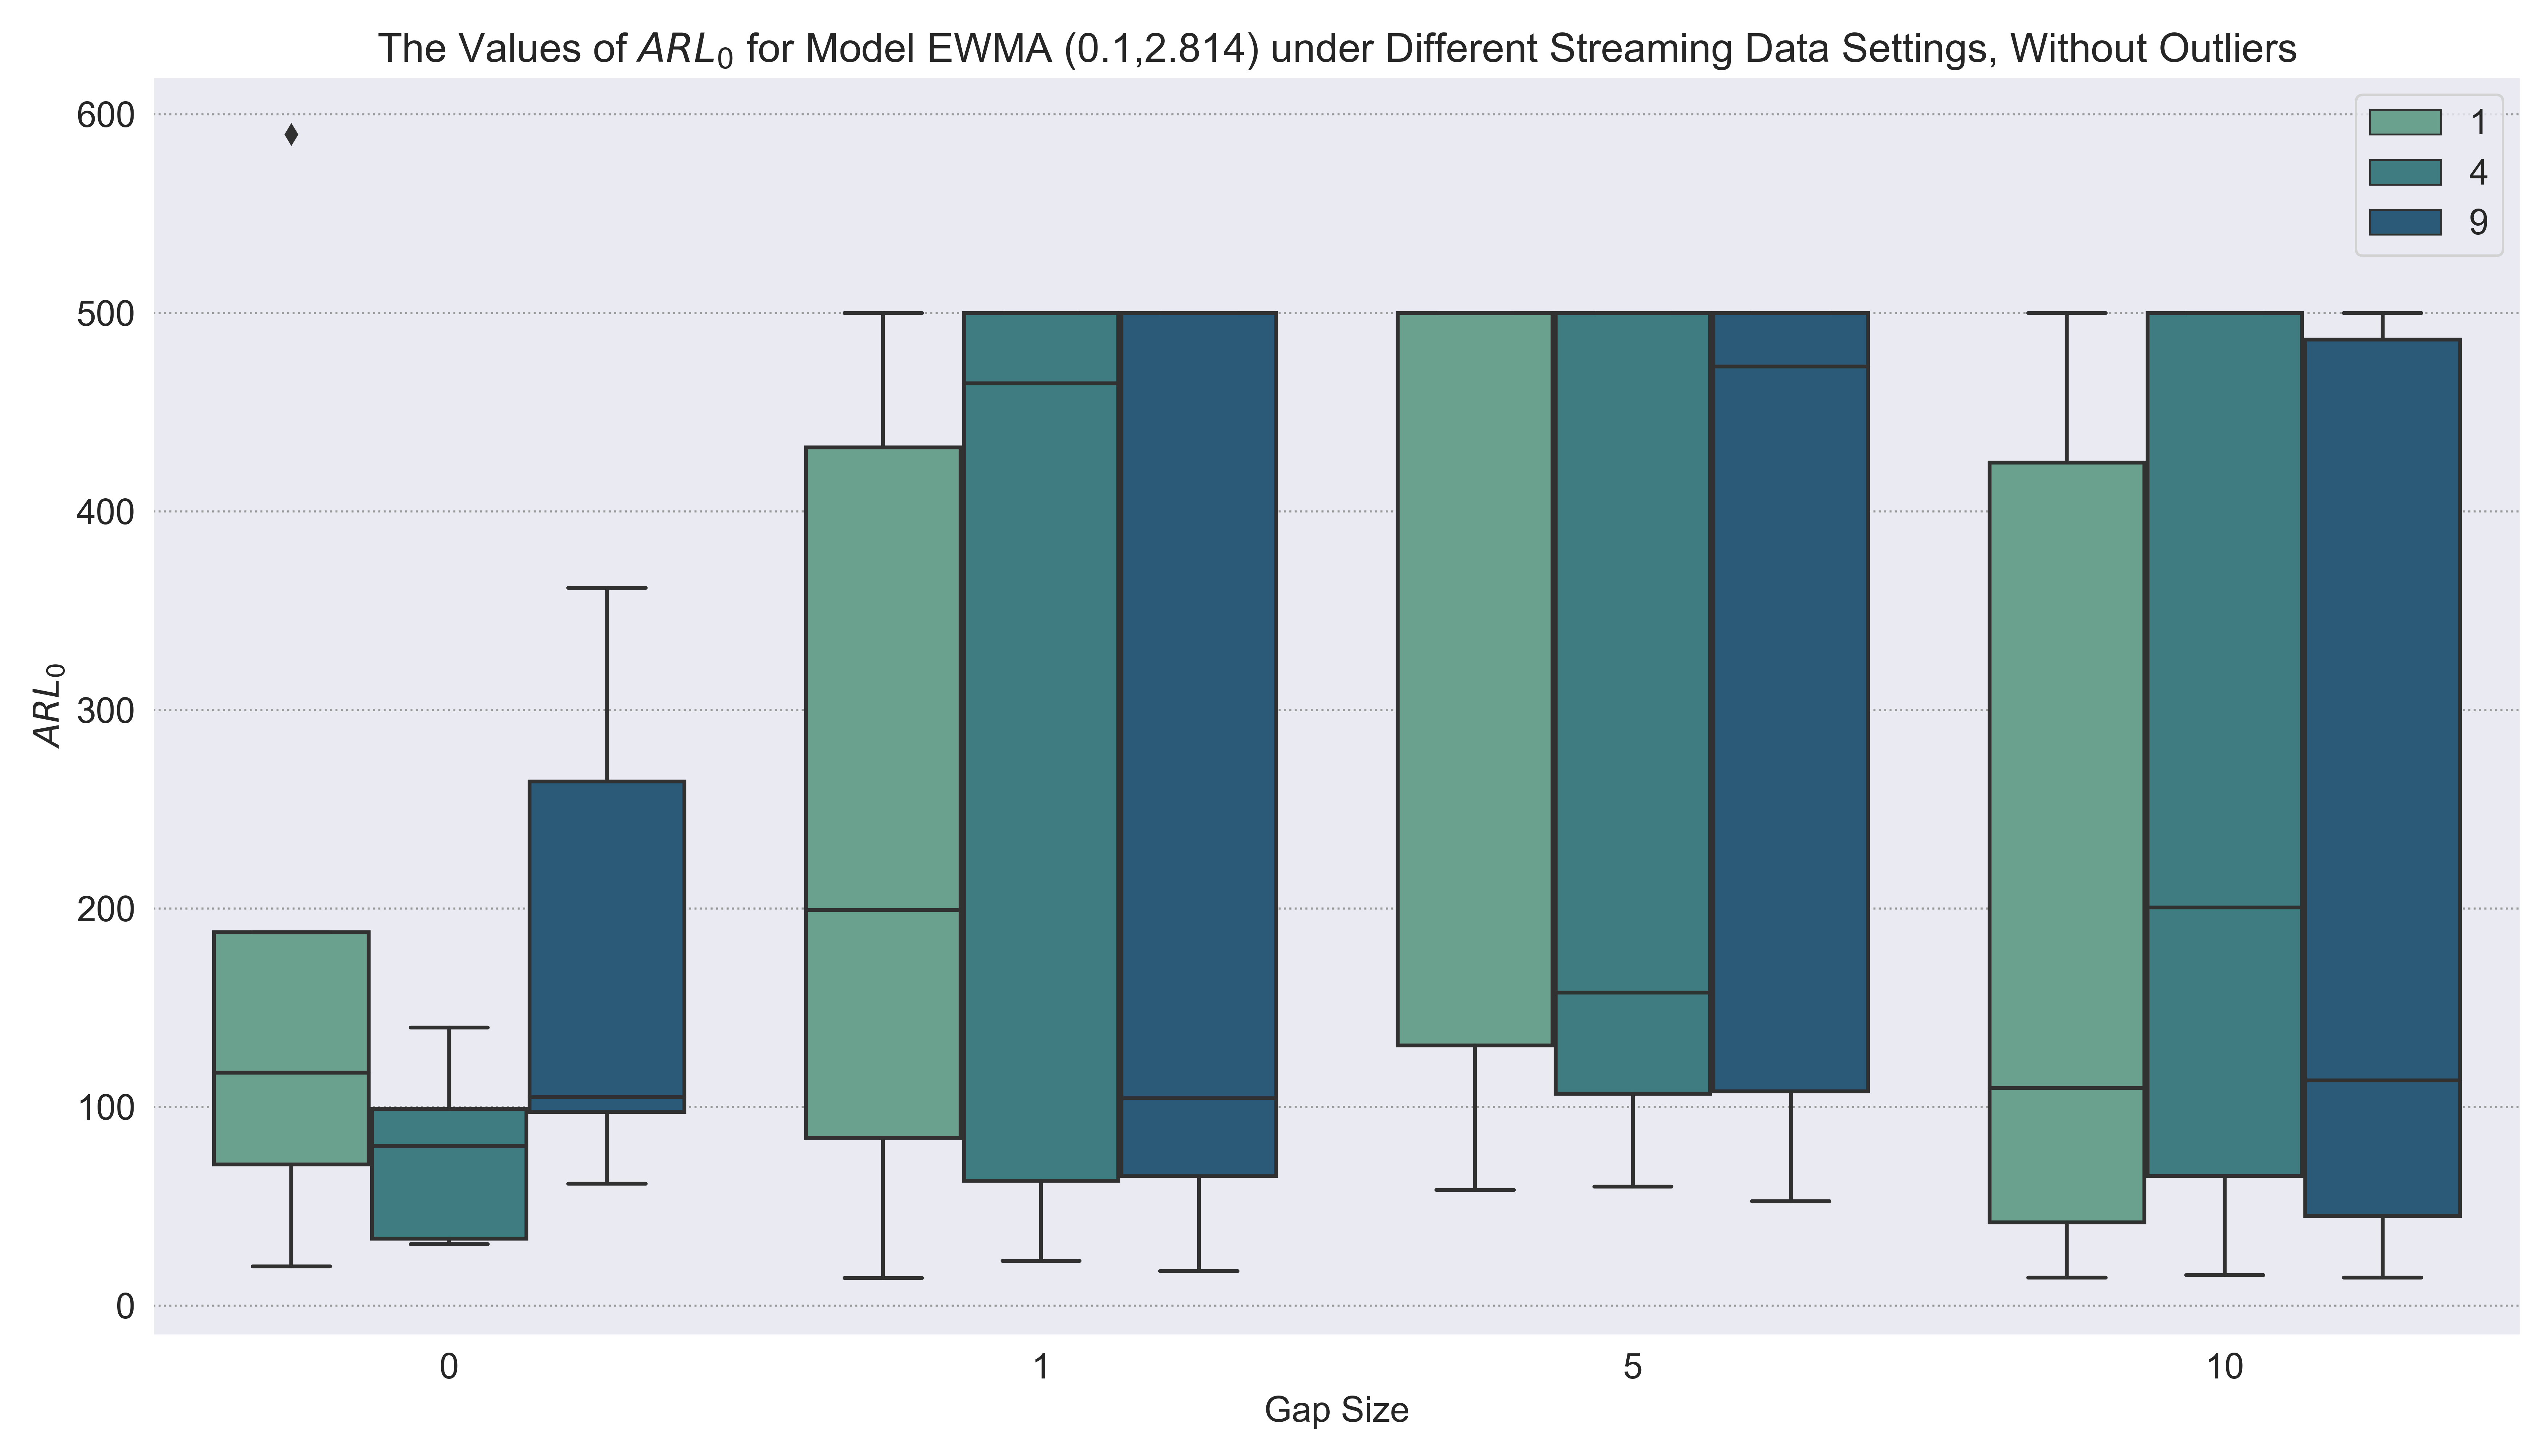 The Values of ARL₀ for Model EWMA (0.1,2.814) under Different Streaming Data Settings, Without Outliers
600
500
400
300
200
100
0
ARL₀
1
4
9
0 1 5 10
Gap Size